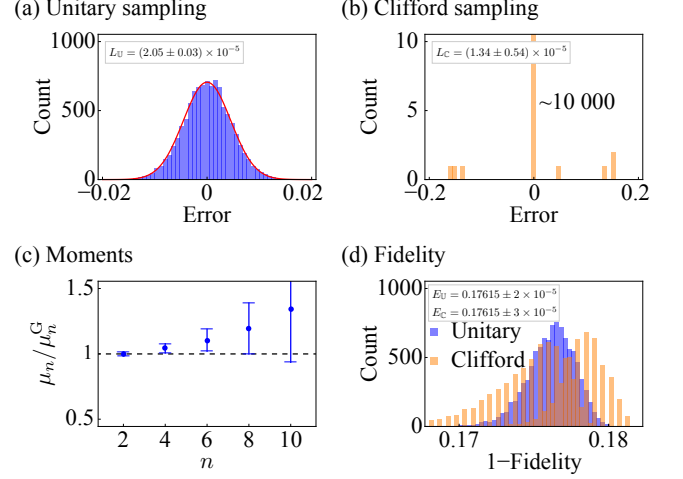 (a) Unitary sampling
1000
500
0
Count
L_𝕌 = (2.05 ± 0.03) × 10⁻⁵
−0.02
0
0.02
Error
(b) Clifford sampling
10
5
0
Count
L_ℂ = (1.34 ± 0.54) × 10⁻⁵
~10 000
−0.2
0
0.2
Error
(c) Moments
1.5
1
0.5
μₙ/μₙᴳ
2
4
6
8
10
n
(d) Fidelity
1000
500
0
Count
E_𝕌 = 0.17615 ± 2 × 10⁻⁵
E_ℂ = 0.17615 ± 3 × 10⁻⁵
Unitary
Clifford
0.17
0.18
1−Fidelity